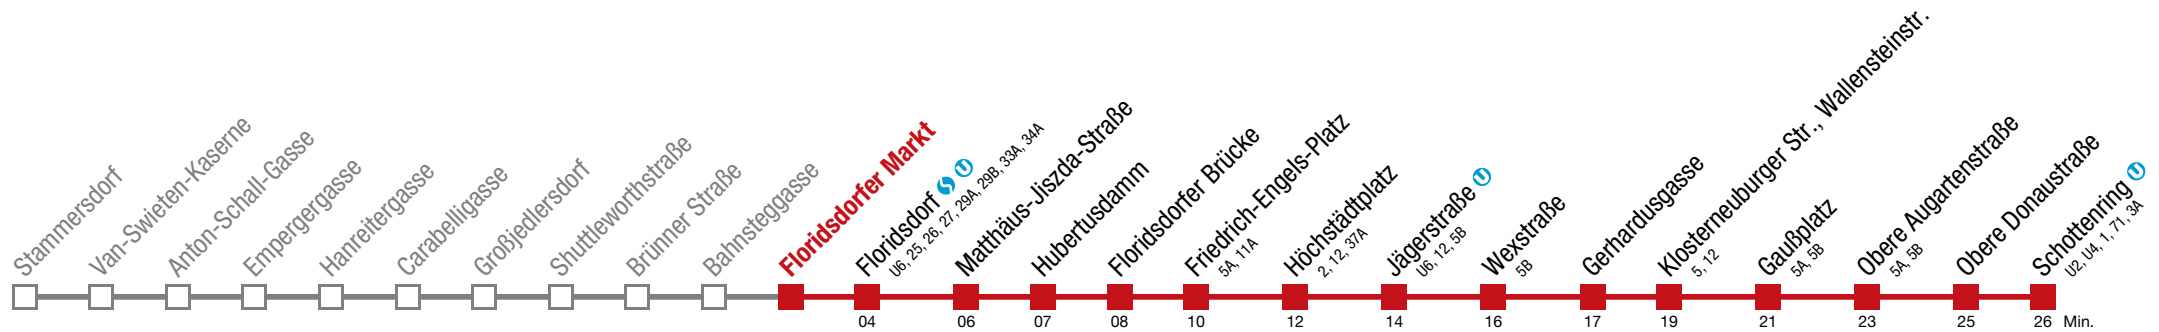 Stammersdorf
Van-Swieten-Kaserne
Anton-Schall-Gasse
Empergergasse
Hanreitergasse
Carabelligasse
Großjedlersdorf
Shuttleworthstraße
Brünner Straße
Bahnsteggasse
Floridsdorfer Markt
Floridsdorf
U6, 25, 26, 27, 29A, 29B, 33A, 34A
Matthäus-Jiszda-Straße
Hubertusdamm
Floridsdorfer Brücke
Friedrich-Engels-Platz
5A, 11A
Höchstädtplatz
2, 12, 37A
Jägerstraße U
U6, 12, 5B
Wexstraße
5B
Gerhardusgasse
Klosterneuburger Str., Wallensteinstr.
5, 12
Gaußplatz
5A, 5B
Obere Augartenstraße
5A, 5B
Obere Donaustraße
Schottenring U
U2, U4, 1, 71, 3A
04 06 07 08 10 12 14 16 17 19 21 23 25 26 Min.